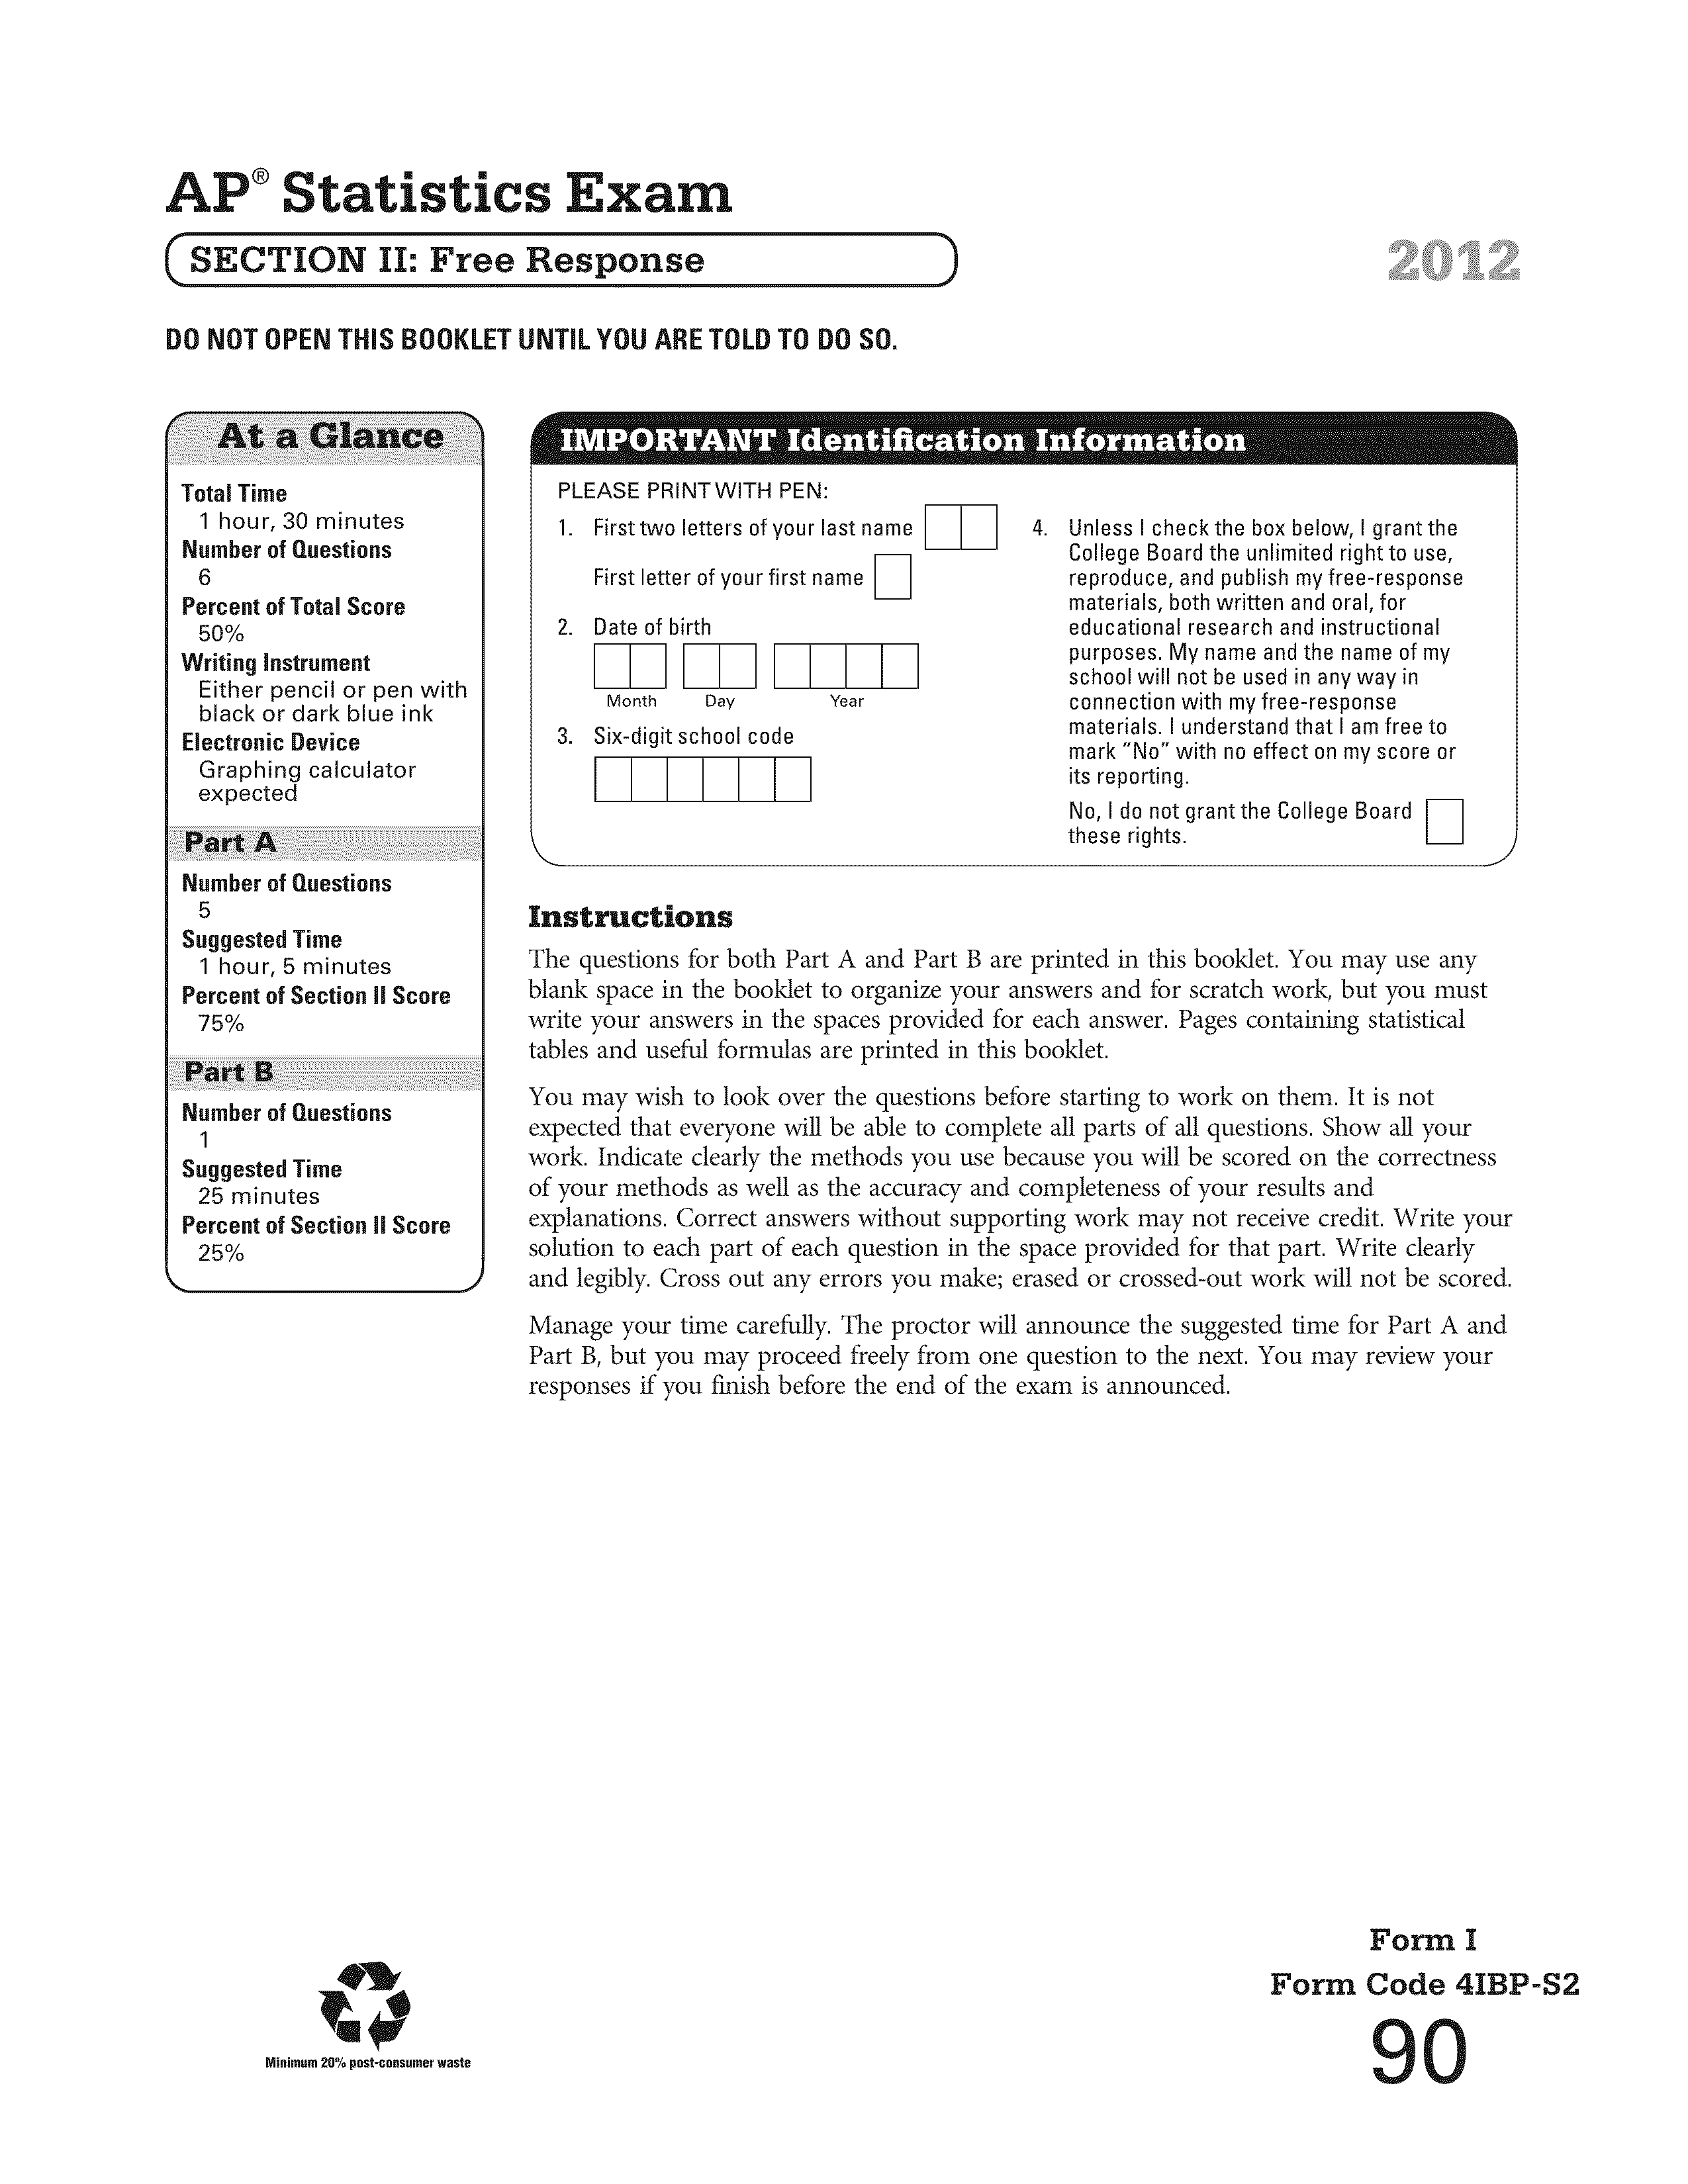 AP® Statistics Exam
SECTION II: Free Response
2012
DO NOT OPEN THIS BOOKLET UNTIL YOU ARE TOLD TO DO SO.
At a Glance
Total Time
1 hour, 30 minutes
Number of Questions
6
Percent of Total Score
50%
Writing Instrument
Either pencil or pen with
black or dark blue ink
Electronic Device
Graphing calculator
expected
Part A
Number of Questions
5
Suggested Time
1 hour, 5 minutes
Percent of Section II Score
75%
Part B
Number of Questions
1
Suggested Time
25 minutes
Percent of Section II Score
25%
IMPORTANT Identification Information
PLEASE PRINT WITH PEN:
1. First two letters of your last name
First letter of your first name
2. Date of birth
Month Day Year
3. Six-digit school code
4. Unless I check the box below, I grant the
College Board the unlimited right to use,
reproduce, and publish my free-response
materials, both written and oral, for
educational research and instructional
purposes. My name and the name of my
school will not be used in any way in
connection with my free-response
materials. I understand that I am free to
mark "No" with no effect on my score or
its reporting.
No, I do not grant the College Board
these rights.
Instructions
The questions for both Part A and Part B are printed in this booklet. You may use any
blank space in the booklet to organize your answers and for scratch work, but you must
write your answers in the spaces provided for each answer. Pages containing statistical
tables and useful formulas are printed in this booklet.
You may wish to look over the questions before starting to work on them. It is not
expected that everyone will be able to complete all parts of all questions. Show all your
work. Indicate clearly the methods you use because you will be scored on the correctness
of your methods as well as the accuracy and completeness of your results and
explanations. Correct answers without supporting work may not receive credit. Write your
solution to each part of each question in the space provided for that part. Write clearly
and legibly. Cross out any errors you make; erased or crossed-out work will not be scored.
Manage your time carefully. The proctor will announce the suggested time for Part A and
Part B, but you may proceed freely from one question to the next. You may review your
responses if you finish before the end of the exam is announced.
Minimum 20% post-consumer waste
Form I
Form Code 4IBP-S2
90